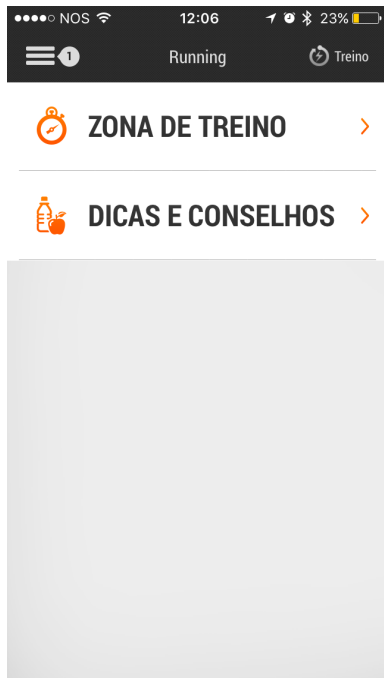 NOS 12:06 23%
1 Running Treino
ZONA DE TREINO
DICAS E CONSELHOS